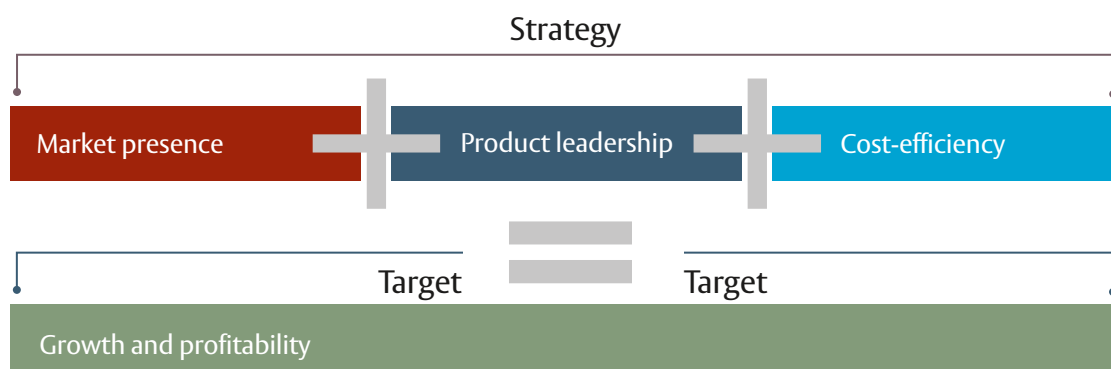 Strategy
Market presence
Product leadership
Cost-efficiency
Target
Target
Growth and profitability